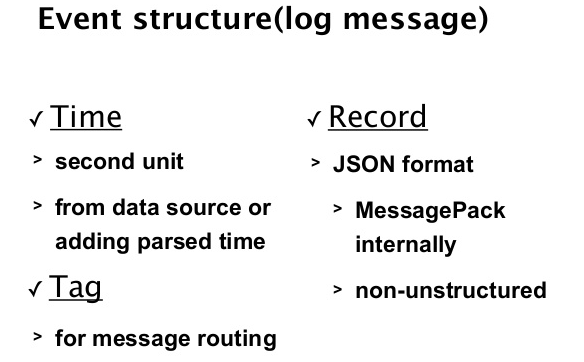 Event structure(log message)
✓ Time
> second unit
> from data source or
adding parsed time
✓ Tag
> for message routing
✓ Record
> JSON format
> MessagePack
internally
> non-unstructured